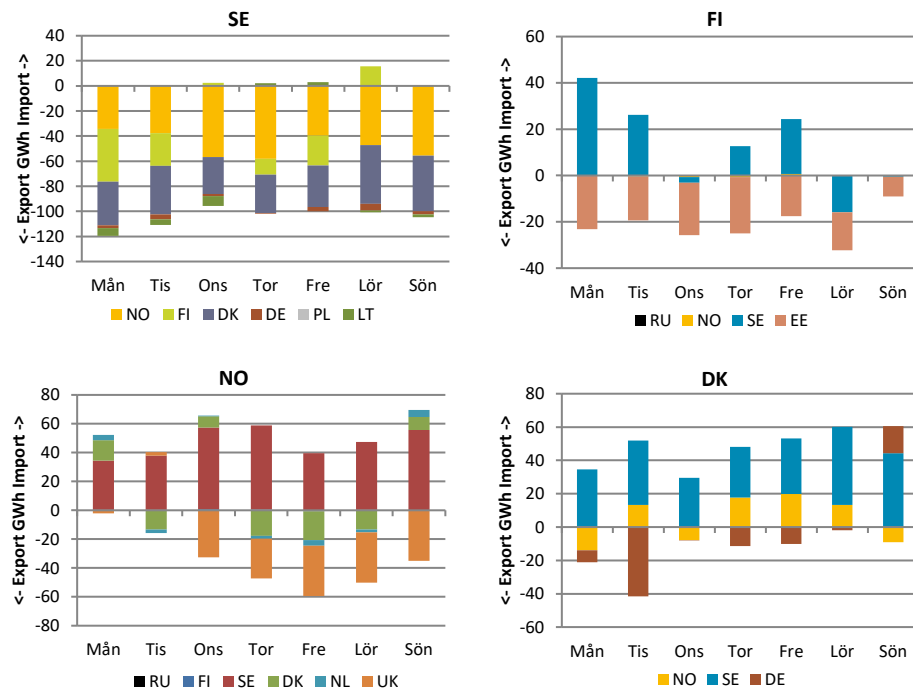 SE
<- Export GWh Import ->
40
20
0
-20
-40
-60
-80
-100
-120
-140
Mån Tis Ons Tor Fre Lör Sön
NO FI DK DE PL LT
FI
<- Export GWh Import ->
60
40
20
0
-20
-40
Mån Tis Ons Tor Fre Lör Sön
RU NO SE EE
NO
<- Export GWh Import ->
80
60
40
20
0
-20
-40
-60
-80
Mån Tis Ons Tor Fre Lör Sön
RU FI SE DK NL UK
DK
<- Export GWh Import ->
80
60
40
20
0
-20
-40
-60
Mån Tis Ons Tor Fre Lör Sön
NO SE DE